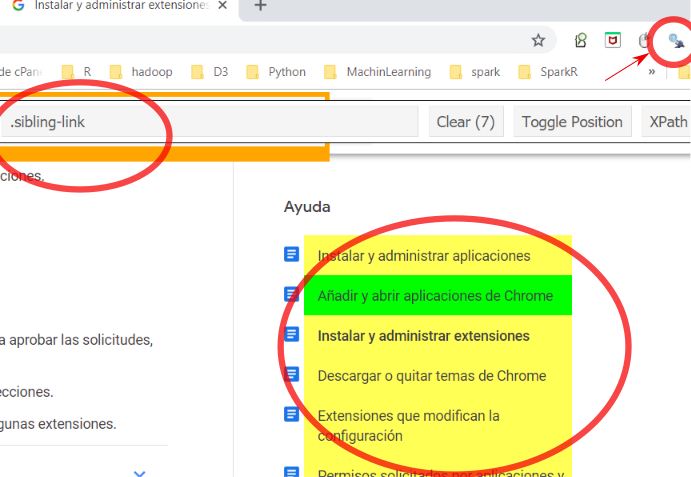 Instalar y administrar extensiones
de cPane
R
hadoop
D3
Python
MachinLearning
spark
SparkR
»
.sibling-link
Clear (7)
Toggle Position
XPath
ciones.
Ayuda
Instalar y administrar aplicaciones
Añadir y abrir aplicaciones de Chrome
Instalar y administrar extensiones
a aprobar las solicitudes,
Descargar o quitar temas de Chrome
ecciones.
Extensiones que modifican la
gunas extensiones.
configuración
Permisos solicitados por aplicaciones y